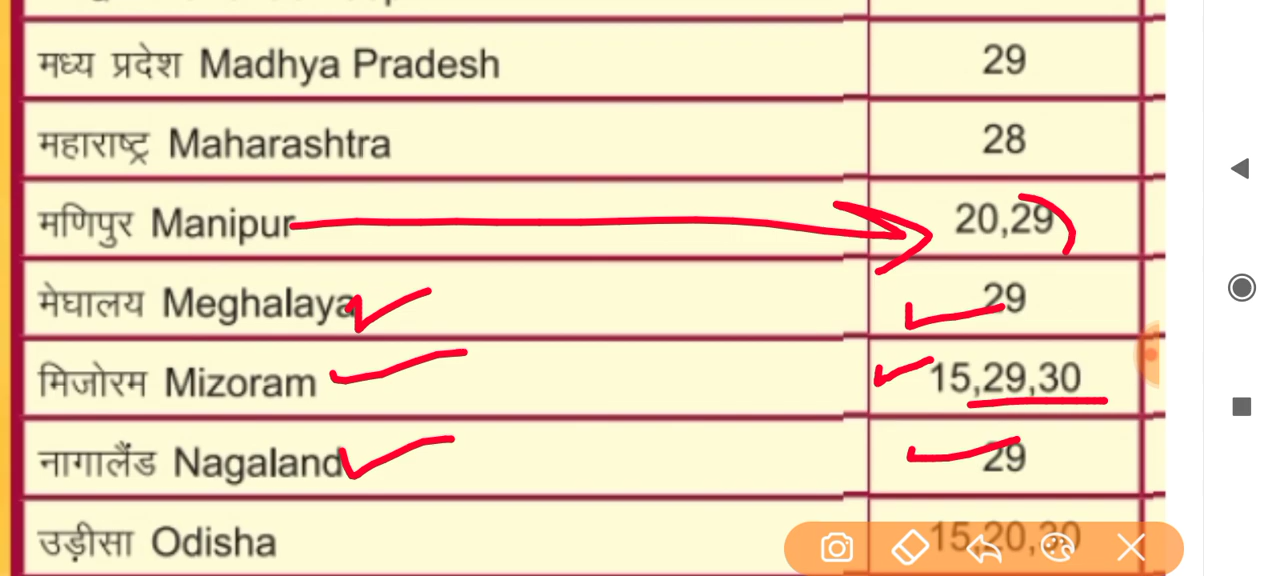 मध्य प्रदेश Madhya Pradesh 29
महाराष्ट्र Maharashtra 28
मणिपुर Manipur 20,29
मेघालय Meghalaya 29
मिजोरम Mizoram 15,29,30
नागालैंड Nagaland 29
उड़ीसा Odisha 15,20,30